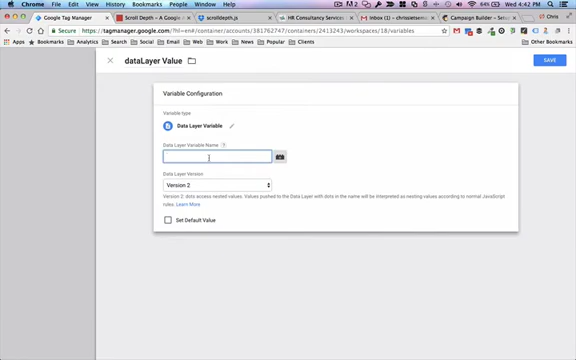 Chrome File Edit View History Bookmarks People Window Help
64% Wed 4:42 PM
Google Tag Manager
Scroll Depth – A Google A
scrolldepth.js
HR Consultancy Services
Inbox (1) – chriswtsema
Campaign Builder – Setup
Chris
https://tagmanager.google.com/?hl=en#/container/accounts/381762747/containers/2413243/workspaces/18/variables
Apps Bookmarks Analytics Search Social Email Work News Popular Clients
dataLayer Value
SAVE
Variable Configuration
Variable type
Data Layer Variable
Data Layer Variable Name
Data Layer Version
Version 2
Version 2: dots access nested values. Values pushed to the Data Layer with dots in the name will be interpreted as nesting values according to normal JavaScript
rules. Learn More
Set Default Value